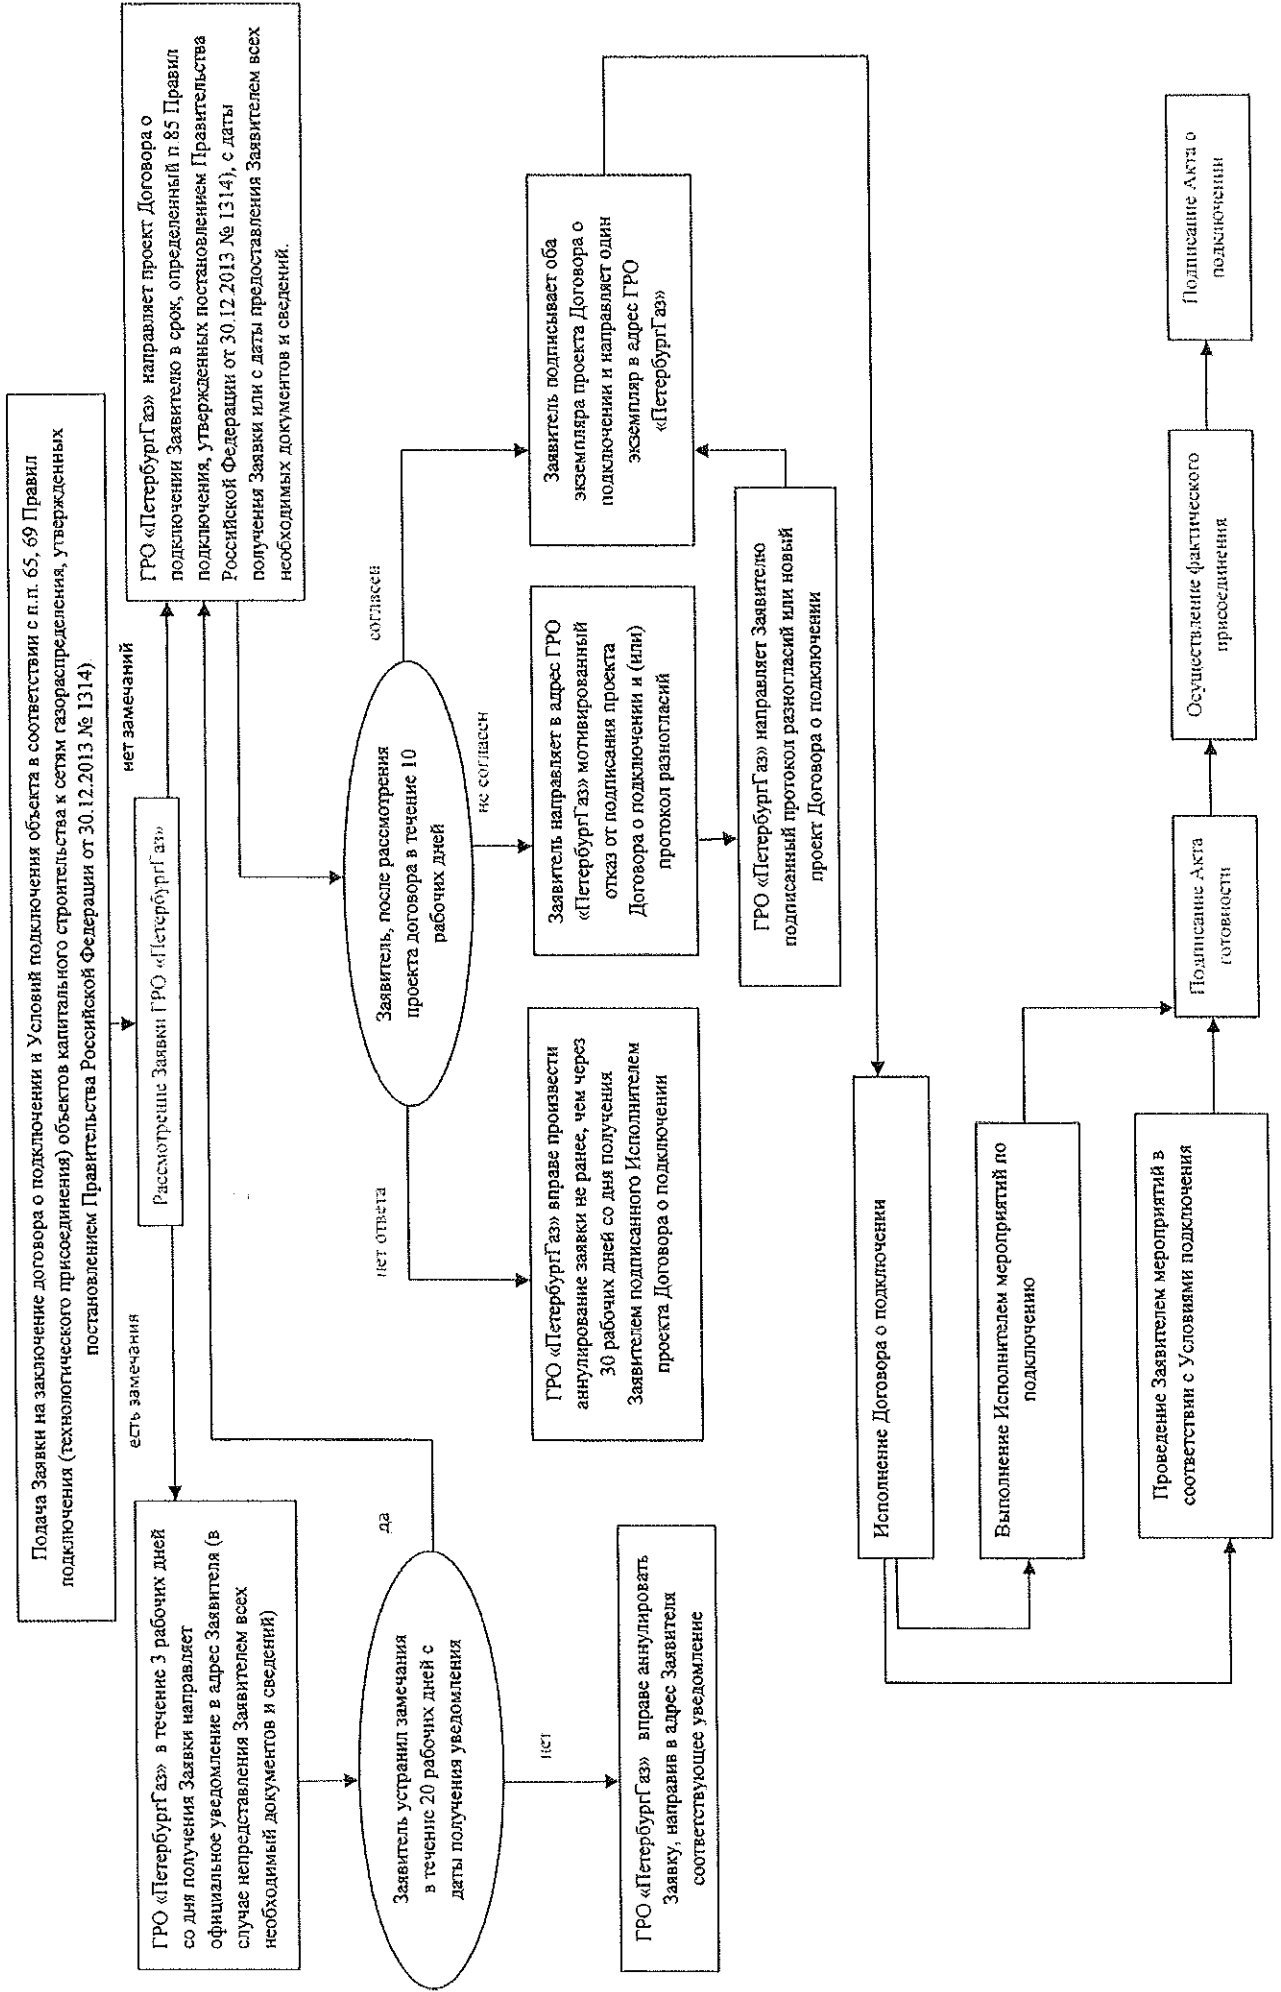 Подача Заявки на заключение договора о подключении и Условий подключения объекта в соответствии с п.п. 65, 69 Правил
подключения (технологического присоединения) объектов капитального строительства к сетям газораспределения, утвержденных
постановлением Правительства Российской Федерации от 30.12.2013 № 1314).
есть замечания
Рассмотрение Заявки ГРО «ПетербургГаз»
нет замечаний
ГРО «ПетербургГаз» в течение 3 рабочих дней
со дня получения Заявки направляет
официальное уведомление в адрес Заявителя (в
случае непредставления Заявителем всех
необходимый документов и сведений)
ГРО «ПетербургГаз» направляет проект Договора о
подключении Заявителю в срок, определенный п.85 Правил
подключения, утвержденных постановлением Правительства
Российской Федерации от 30.12.2013 № 1314), с даты
получения Заявки или с даты предоставления Заявителем всех
необходимых документов и сведений.
Заявитель устранил замечания
в течение 20 рабочих дней с
даты получения уведомления
да
нет
ГРО «ПетербургГаз» вправе аннулировать
Заявку, направив в адрес Заявителя
соответствующее уведомление
Заявитель, после рассмотрения
проекта договора в течение 10
рабочих дней
нет ответа
не согласен
согласен
ГРО «ПетербургГаз» вправе произвести
аннулирование заявки не ранее, чем через
30 рабочих дней со дня получения
Заявителем подписанного Исполнителем
проекта Договора о подключении
Заявитель направляет в адрес ГРО
«ПетербургГаз» мотивированный
отказ от подписания проекта
Договора о подключении и (или)
протокол разногласий
Заявитель подписывает оба
экземпляра проекта Договора о
подключении и направляет один
экземпляр в адрес ГРО
«ПетербургГаз»
ГРО «ПетербургГаз» направляет Заявителю
подписанный протокол разногласий или новый
проект Договора о подключении
Исполнение Договора о подключении
Выполнение Исполнителем мероприятий по
подключению
Проведение Заявителем мероприятий в
соответствии с Условиями подключения
Подписание Акта
готовности
Осуществление фактического
присоединения
Подписание Акта о
подключении